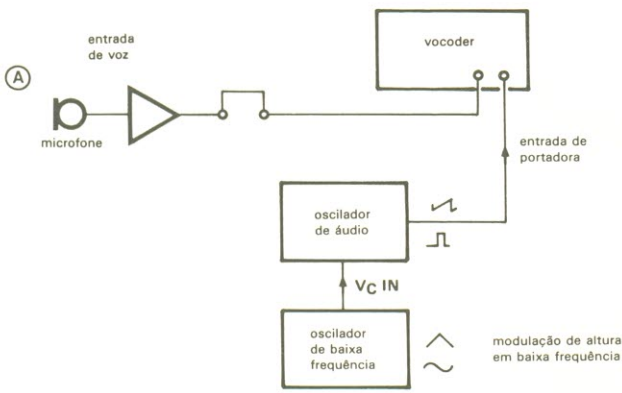 A
entrada
de voz
microfone
vocoder
entrada de
portadora
oscilador
de áudio
VC IN
oscilador
de baixa
frequência
modulação de altura
em baixa frequência